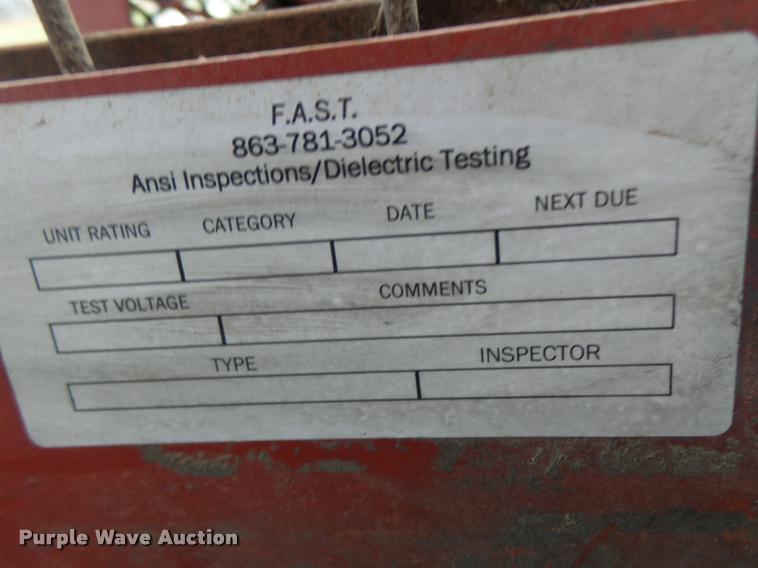 F.A.S.T.
863-781-3052
Ansi Inspections/Dielectric Testing
UNIT RATING CATEGORY DATE NEXT DUE
TEST VOLTAGE COMMENTS
TYPE INSPECTOR
Purple Wave Auction